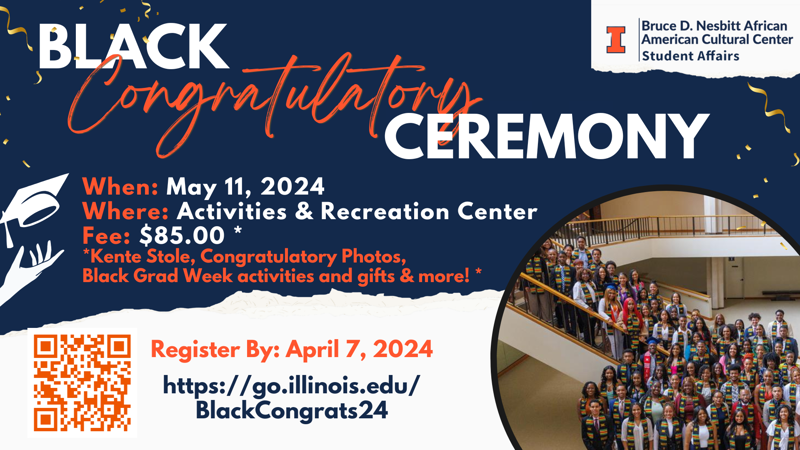 BLACK
Congratulatory
CEREMONY
Bruce D. Nesbitt African
American Cultural Center
Student Affairs
When: May 11, 2024
Where: Activities & Recreation Center
Fee: $85.00 *
*Kente Stole, Congratulatory Photos,
Black Grad Week activities and gifts & more! *
Register By: April 7, 2024
https://go.illinois.edu/
BlackCongrats24